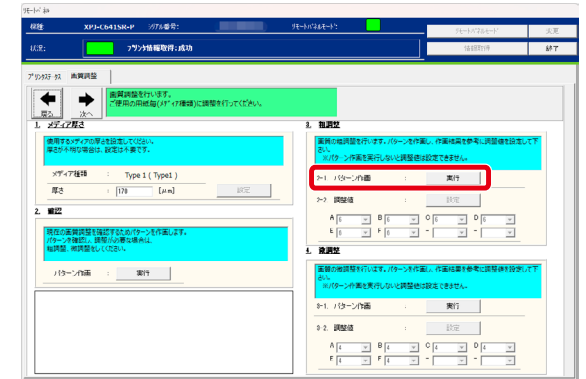 ﾘﾓｰﾄﾊﾟﾈﾙ
機種: XPJ-C641SR-P ｼﾘｱﾙ番号: ﾘﾓｰﾄﾊﾟﾈﾙﾓｰﾄﾞ: ﾘﾓｰﾄﾊﾟﾈﾙﾓｰﾄﾞ 変更
状況: ﾌﾟﾘﾝﾀ情報取得:成功 情報取得 終了
ﾌﾟﾘﾝﾀｽﾃｰﾀｽ 画質調整
戻る 次へ
画質調整を行います。
ご使用の用紙毎(ﾒﾃﾞｨｱ種類)に調整を行ってください。
1. メディア厚さ
使用するメディアの厚さを設定してください。
厚さが不明な場合は、設定は不要です。
メディア種類 : Type 1 ( Type1 )
厚さ : 170 [μm] 設定
2. 確認
現在の画質調整を確認するためパターンを作画します。
パターンを確認し、調整が必要な場合は、
粗調整、微調整をしてください。
パターン作画 : 実行
3. 粗調整
画質の粗調整を行います。パターンを作画し、作画結果を参考に調整値を設定して下さい。
※パターン作画を実行しないと調整値は設定できません。
3-1. パターン作画 : 実行
3-2 調整値 : 設定
A 0 B 0 C 0 D 0
E 0 F 0 - -
4. 微調整
画質の微調整を行います。パターンを作画し、作画結果を参考に調整値を設定して下さい。
※パターン作画を実行しないと調整値は設定できません。
3-1. パターン作画 : 実行
3-2. 調整値 : 設定
A 4 B 4 C 4 D 4
E 4 F 4 - -